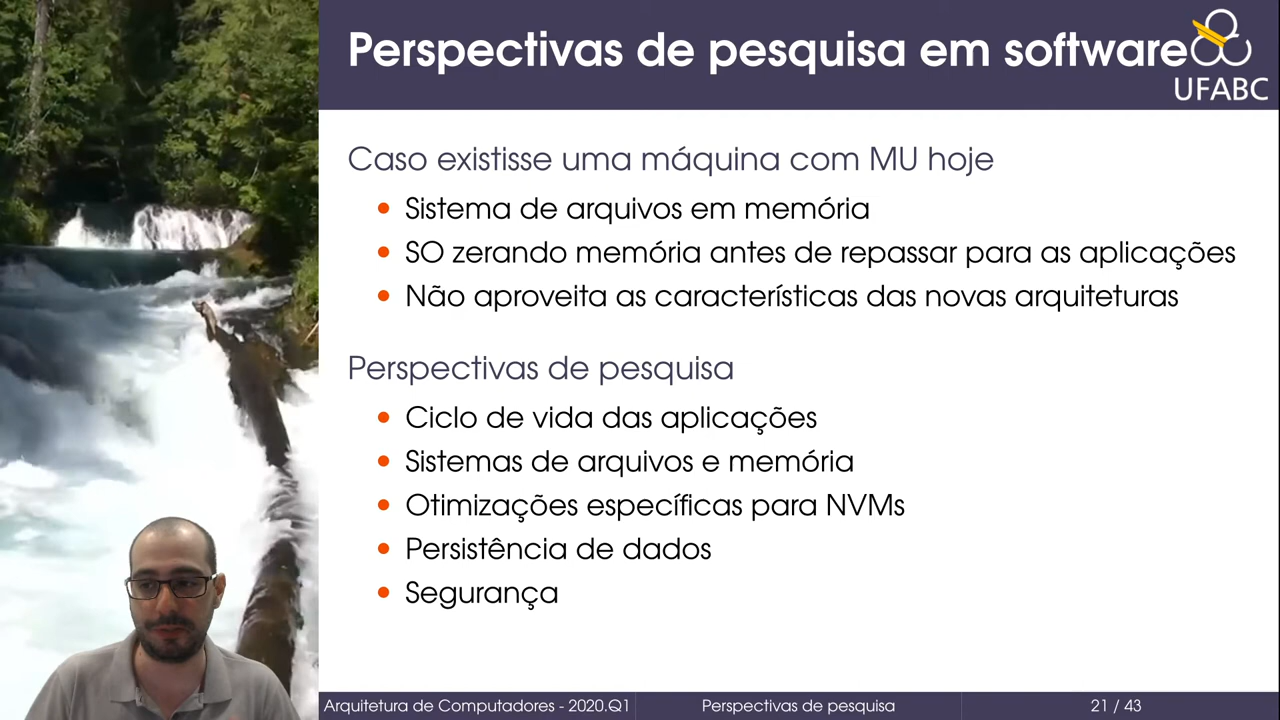 Perspectivas de pesquisa em software
UFABC
Caso existisse uma máquina com MU hoje
Sistema de arquivos em memória
SO zerando memória antes de repassar para as aplicações
Não aproveita as características das novas arquiteturas
Perspectivas de pesquisa
Ciclo de vida das aplicações
Sistemas de arquivos e memória
Otimizações específicas para NVMs
Persistência de dados
Segurança
Arquitetura de Computadores - 2020.Q1 Perspectivas de pesquisa 21 / 43